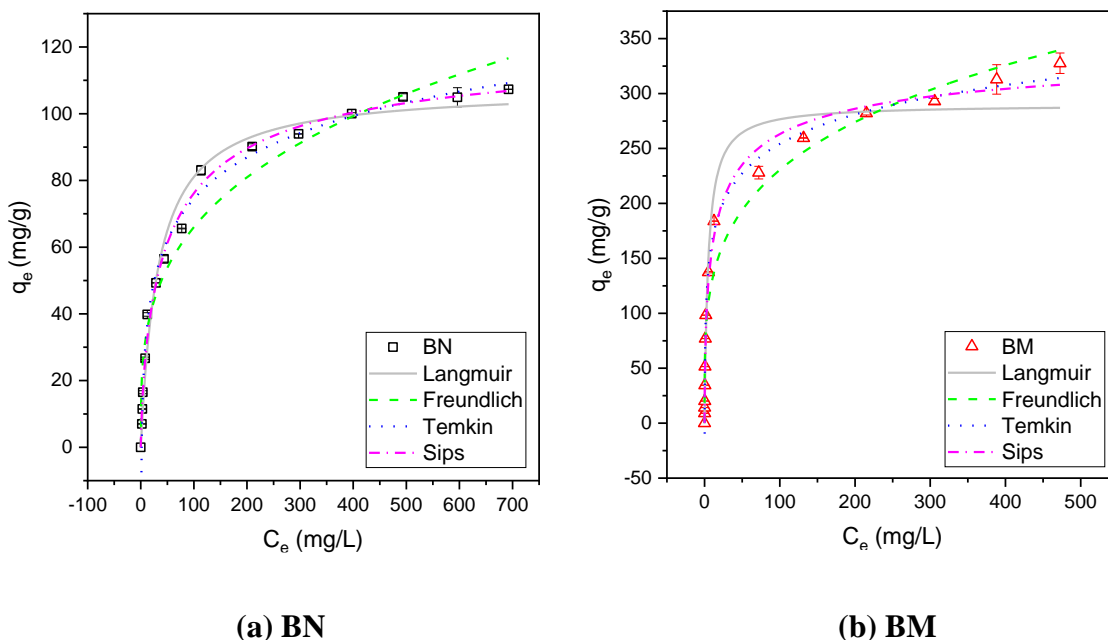 (a)
(b)
120
100
80
60
40
20
0
qe (mg/g)
BN
Langmuir
Freundlich
Temkin
Sips
-100 0 100 200 300 400 500 600 700
Ce (mg/L)
350
300
250
200
150
100
50
0
-50
qe (mg/g)
BM
Langmuir
Freundlich
Temkin
Sips
0 100 200 300 400 500
Ce (mg/L)
(a) BN
(b) BM